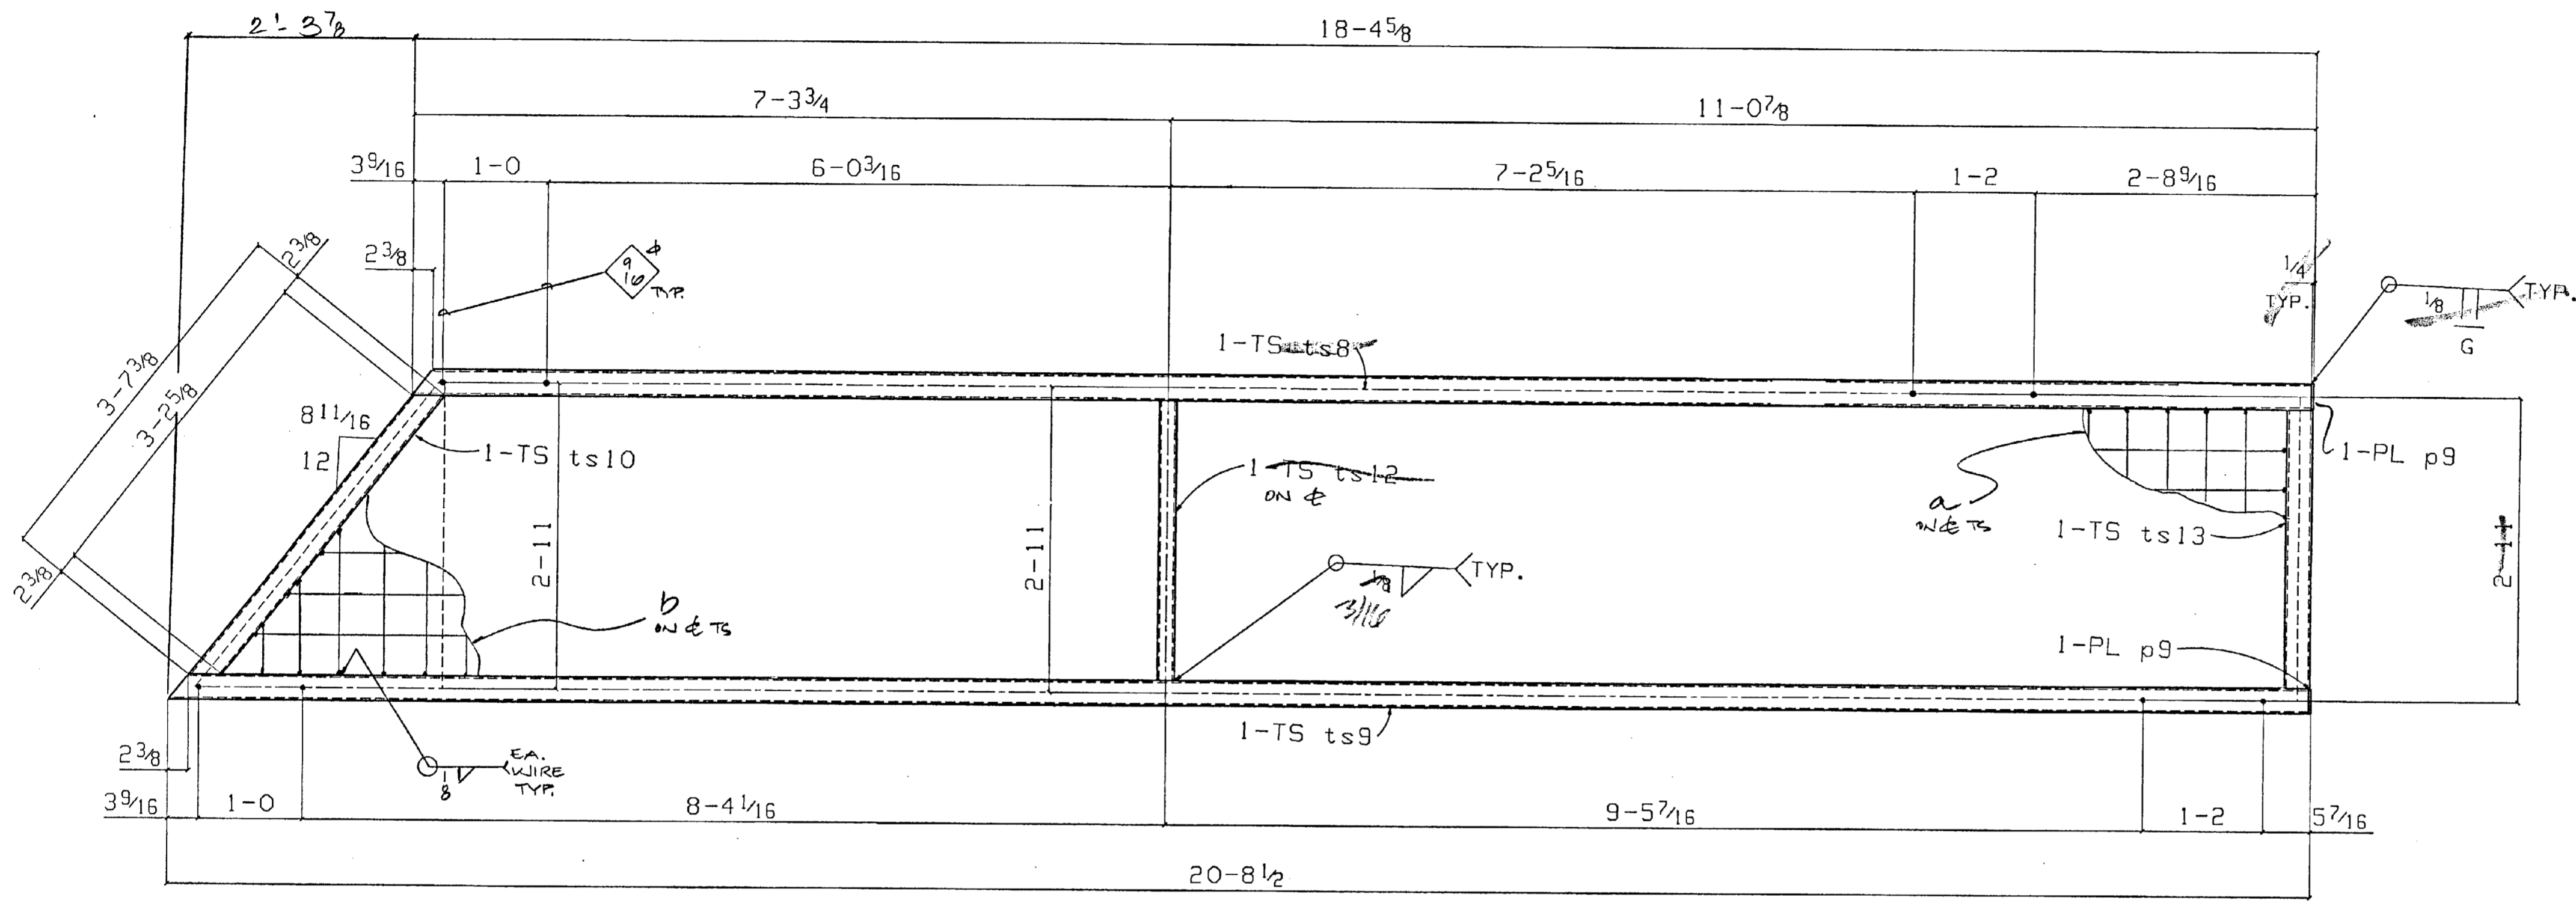 2'- 3 7/8
18-4 5/8
7-3 3/4
11-0 7/8
3 9/16
1-0
6-0 3/16
7-2 5/16
1-2
2-8 9/16
2 3/8
2 3/8
9/16 ϕ
TYP.
1/4
TYP.
1/8
G
TYP.
1-TS ts8
3-7 3/8
3-2 5/8
8 11/16
12
1-TS ts10
1-TS ts12
ON ℄
a
ON ℄ TS
1-PL p9
1-TS ts13
2-11
2-11
2-11
1/8
3/16
TYP.
b
ON ℄ TS
2 3/8
1-PL p9
1-TS ts9
2 3/8
EA.
WIRE
TYP.
8
3 9/16
1-0
8-4 1/16
9-5 7/16
1-2
5 7/16
20-8 1/2